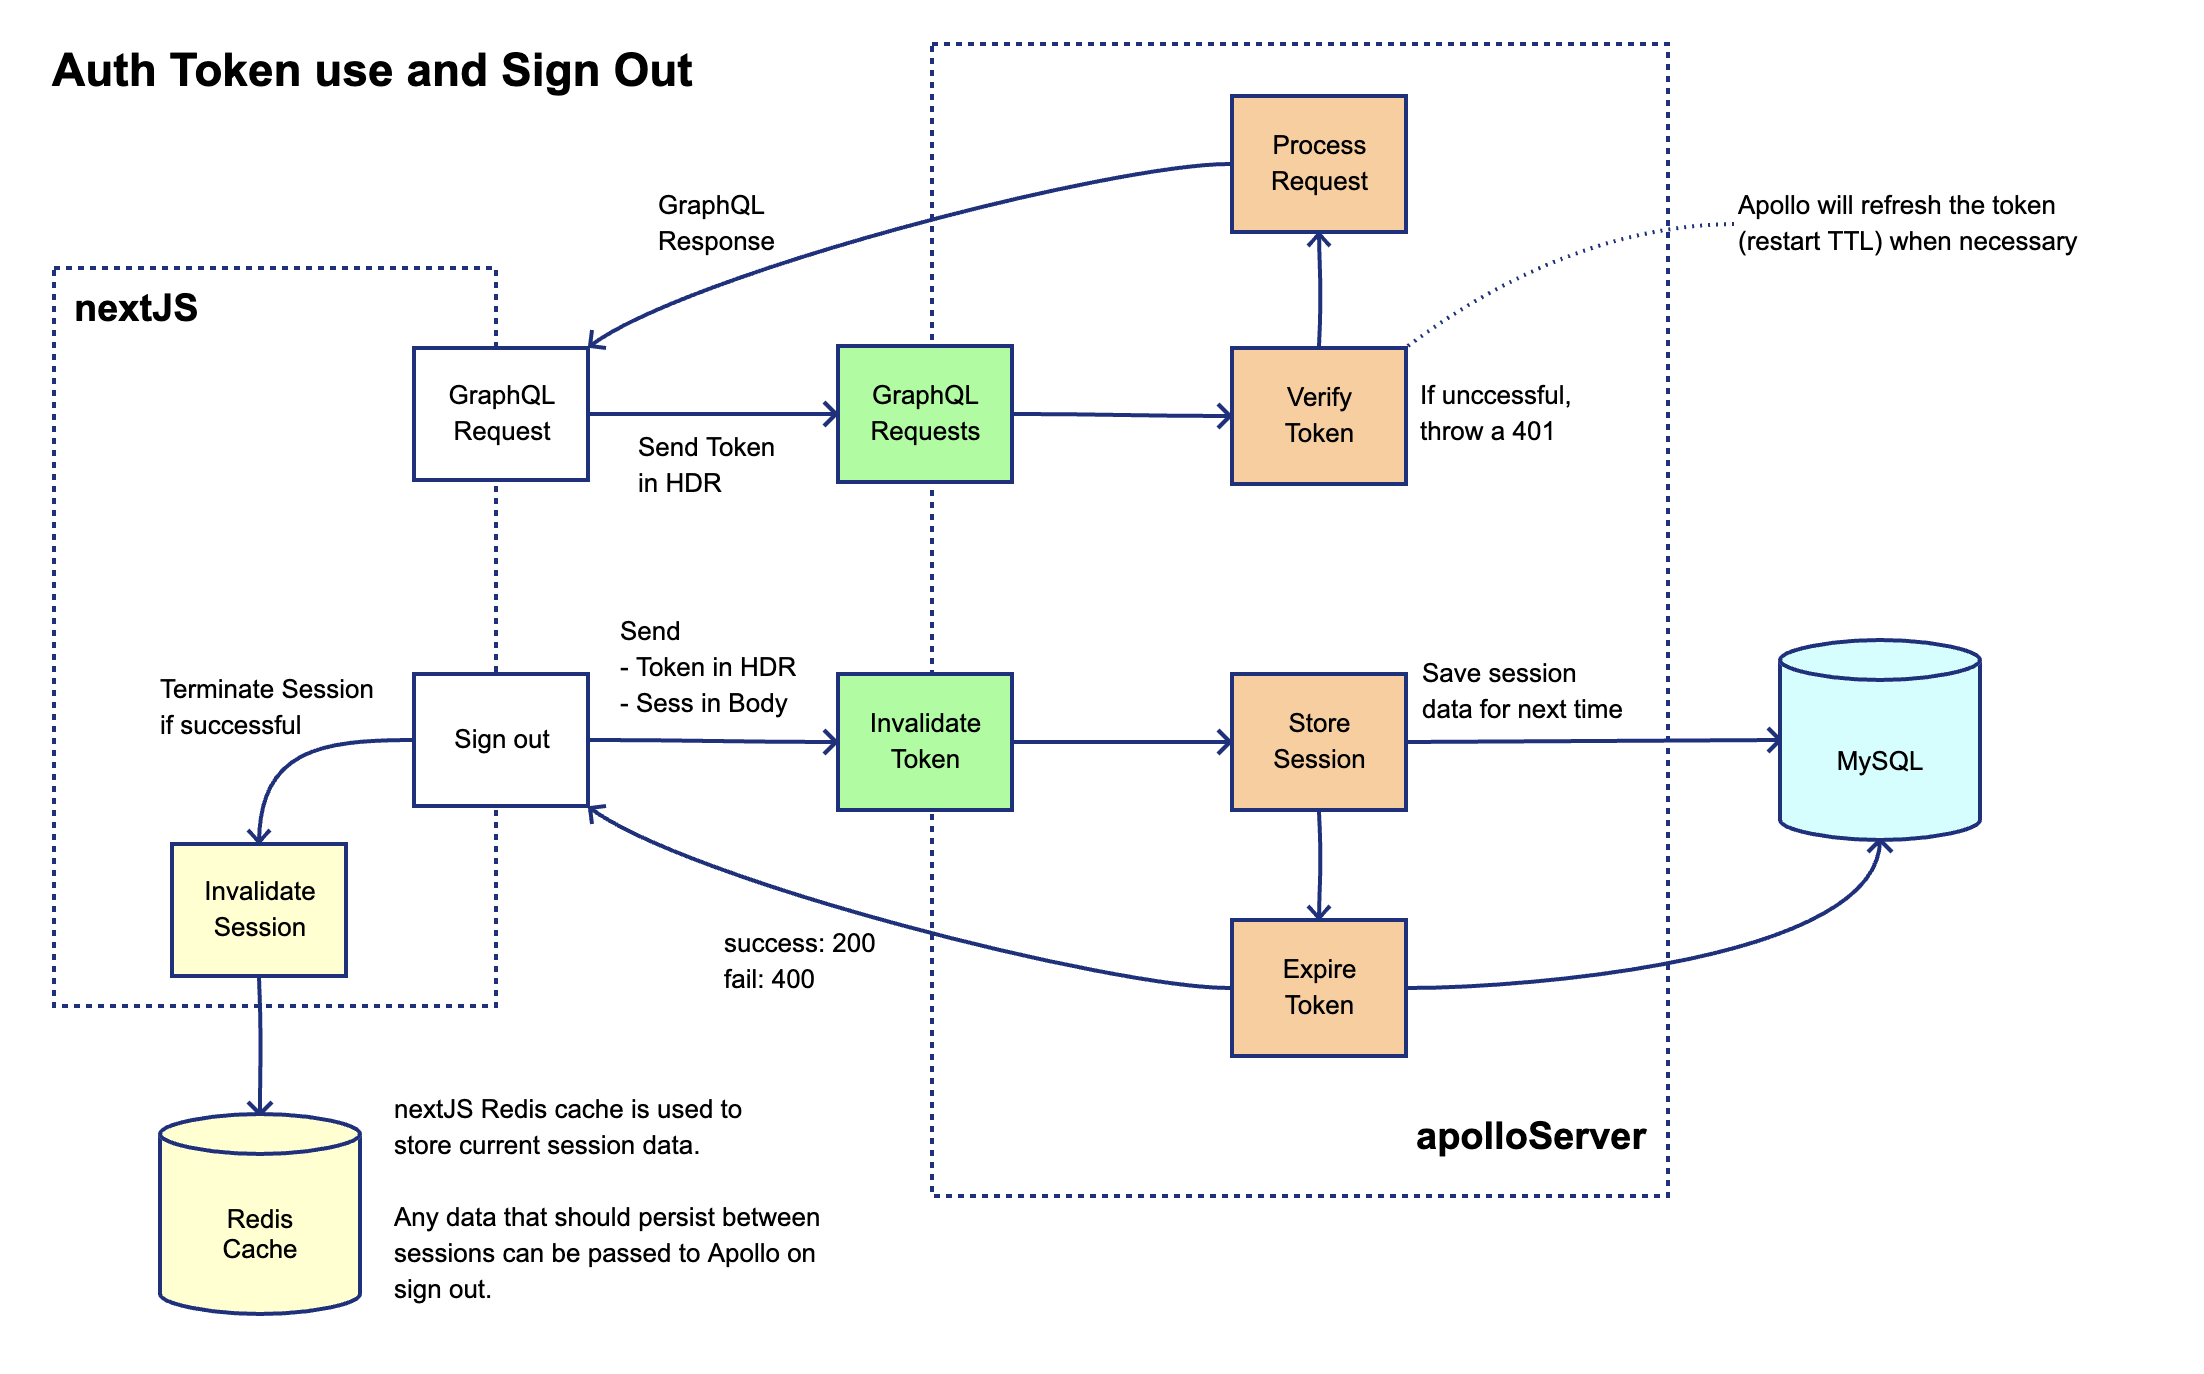 Auth Token use and Sign Out
Process
Request
GraphQL
Response
Apollo will refresh the token
(restart TTL) when necessary
nextJS
GraphQL
Request
Send Token
in HDR
GraphQL
Requests
Verify
Token
If unccessful,
throw a 401
Terminate Session
if successful
Sign out
Send
- Token in HDR
- Sess in Body
Invalidate
Token
Store
Session
Save session
data for next time
MySQL
Invalidate
Session
success: 200
fail: 400
Expire
Token
apolloServer
Redis
Cache
nextJS Redis cache is used to
store current session data.
Any data that should persist between
sessions can be passed to Apollo on
sign out.